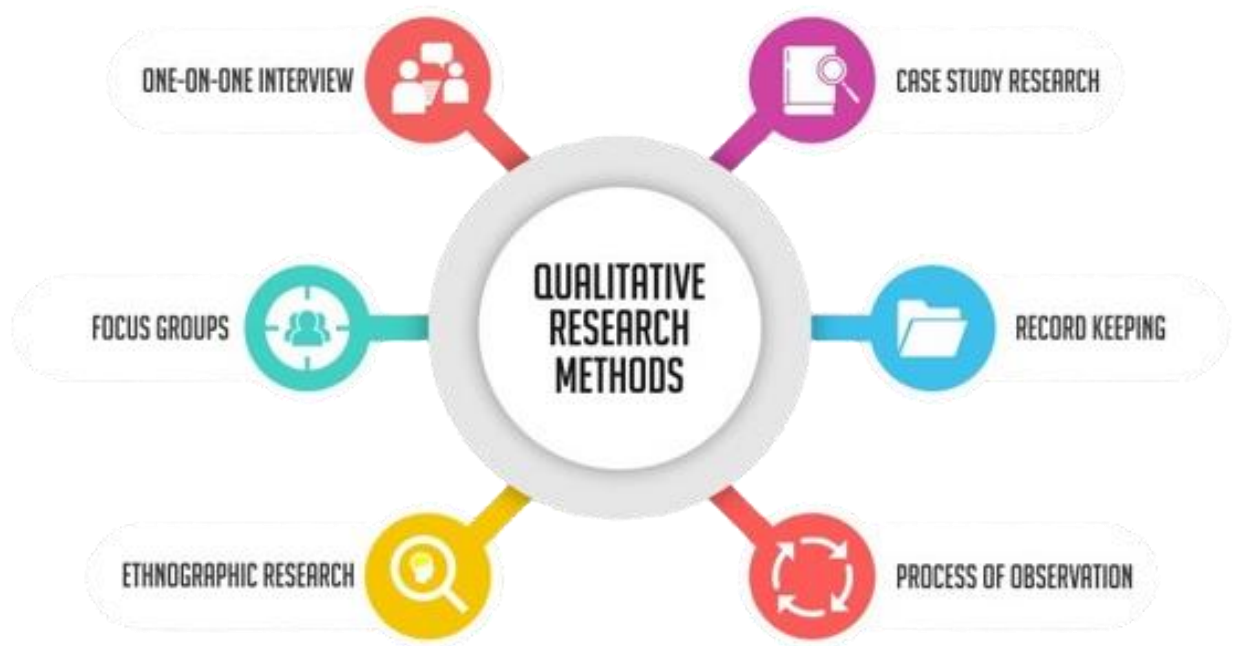 ONE-ON-ONE INTERVIEW
CASE STUDY RESEARCH
QUALITATIVE
RESEARCH
METHODS
FOCUS GROUPS
RECORD KEEPING
ETHNOGRAPHIC RESEARCH
PROCESS OF OBSERVATION